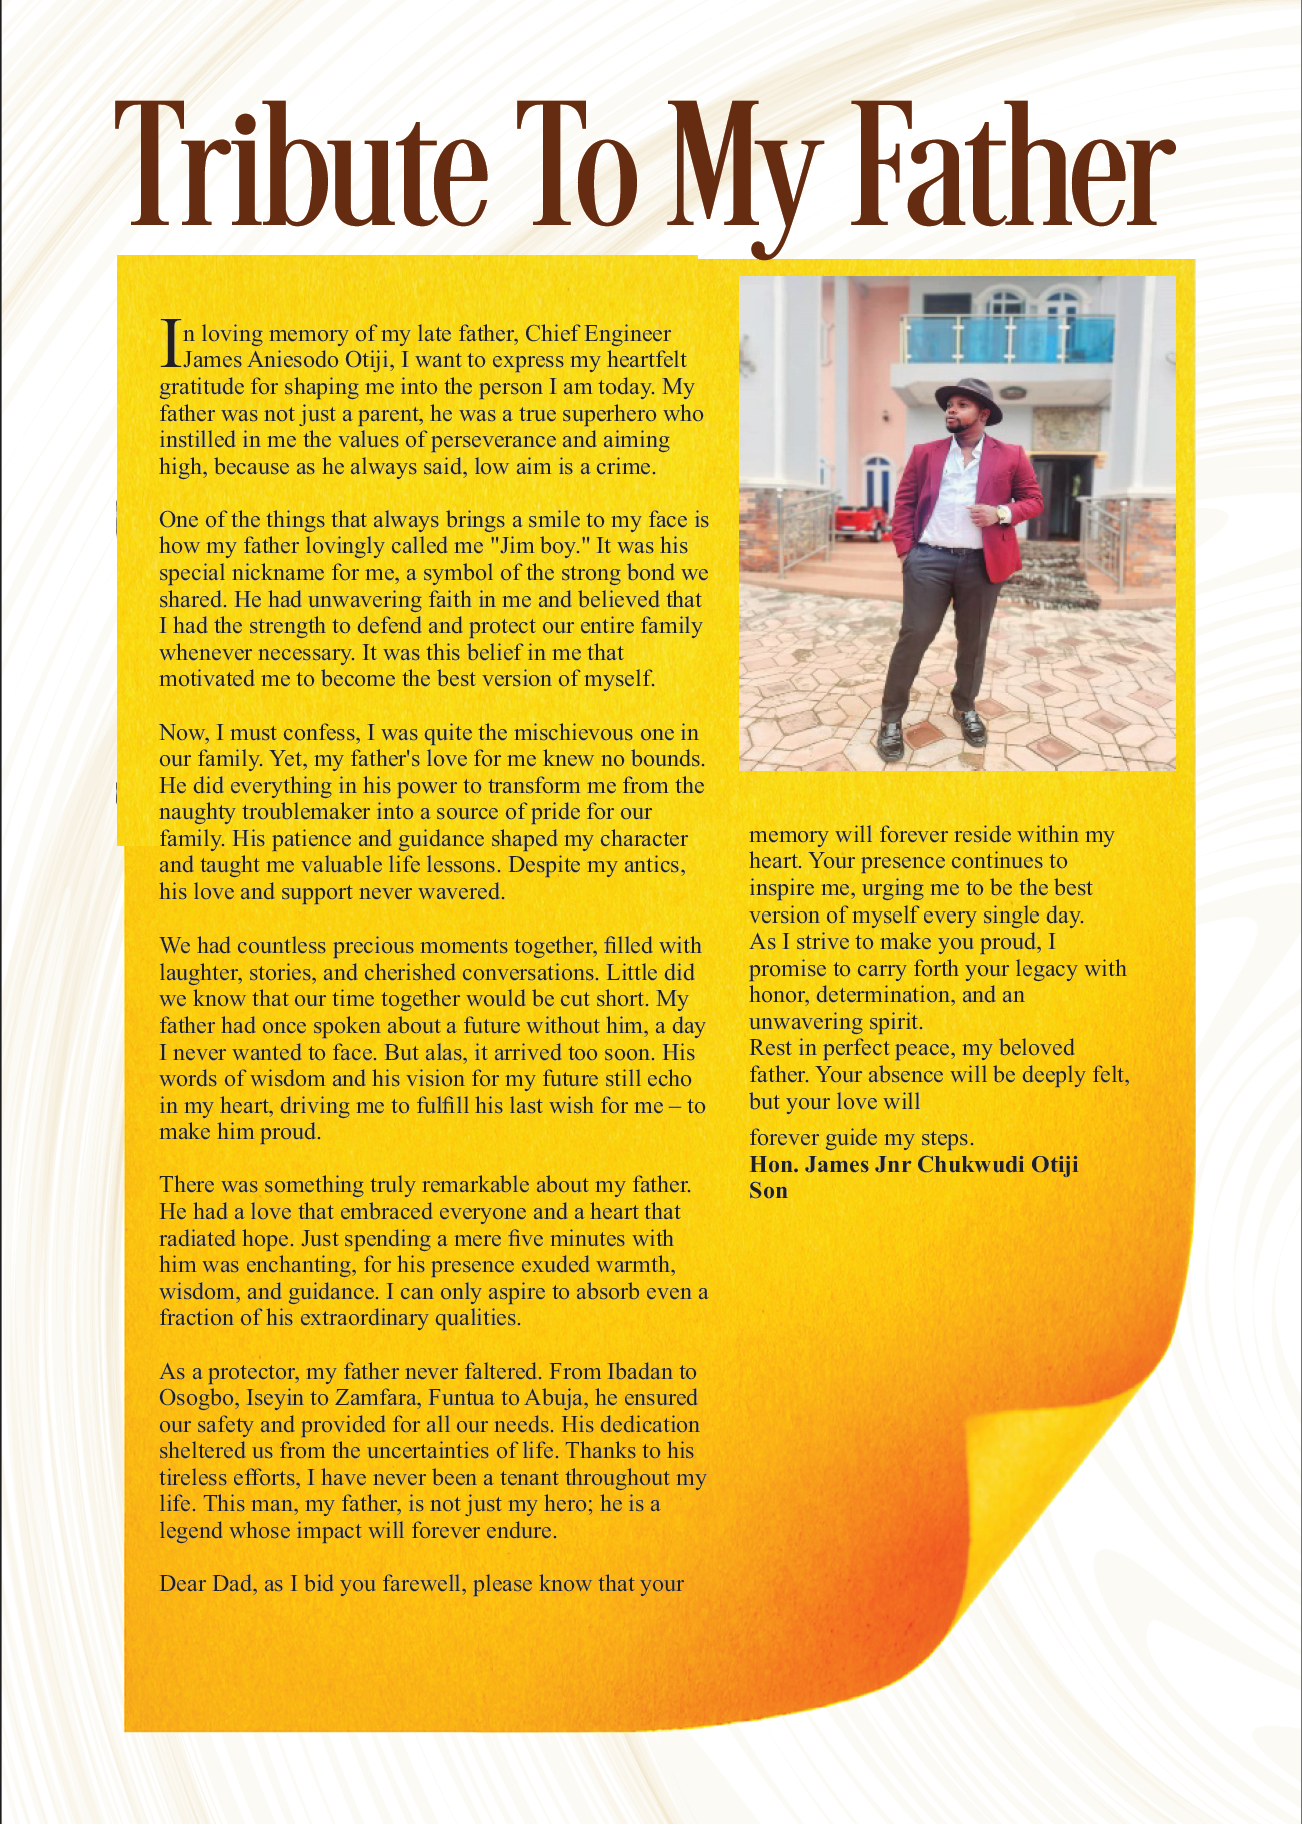 Tribute To My Father
In loving memory of my late father, Chief Engineer
James Aniesodo Otiji, I want to express my heartfelt
gratitude for shaping me into the person I am today. My
father was not just a parent, he was a true superhero who
instilled in me the values of perseverance and aiming
high, because as he always said, low aim is a crime.
One of the things that always brings a smile to my face is
how my father lovingly called me "Jim boy." It was his
special nickname for me, a symbol of the strong bond we
shared. He had unwavering faith in me and believed that
I had the strength to defend and protect our entire family
whenever necessary. It was this belief in me that
motivated me to become the best version of myself.
Now, I must confess, I was quite the mischievous one in
our family. Yet, my father's love for me knew no bounds.
He did everything in his power to transform me from the
naughty troublemaker into a source of pride for our
family. His patience and guidance shaped my character
and taught me valuable life lessons. Despite my antics,
his love and support never wavered.
We had countless precious moments together, filled with
laughter, stories, and cherished conversations. Little did
we know that our time together would be cut short. My
father had once spoken about a future without him, a day
I never wanted to face. But alas, it arrived too soon. His
words of wisdom and his vision for my future still echo
in my heart, driving me to fulfill his last wish for me – to
make him proud.
There was something truly remarkable about my father.
He had a love that embraced everyone and a heart that
radiated hope. Just spending a mere five minutes with
him was enchanting, for his presence exuded warmth,
wisdom, and guidance. I can only aspire to absorb even a
fraction of his extraordinary qualities.
As a protector, my father never faltered. From Ibadan to
Osogbo, Iseyin to Zamfara, Funtua to Abuja, he ensured
our safety and provided for all our needs. His dedication
sheltered us from the uncertainties of life. Thanks to his
tireless efforts, I have never been a tenant throughout my
life. This man, my father, is not just my hero; he is a
legend whose impact will forever endure.
Dear Dad, as I bid you farewell, please know that your
memory will forever reside within my
heart. Your presence continues to
inspire me, urging me to be the best
version of myself every single day.
As I strive to make you proud, I
promise to carry forth your legacy with
honor, determination, and an
unwavering spirit.
Rest in perfect peace, my beloved
father. Your absence will be deeply felt,
but your love will
forever guide my steps.
Hon. James Jnr Chukwudi Otiji
Son